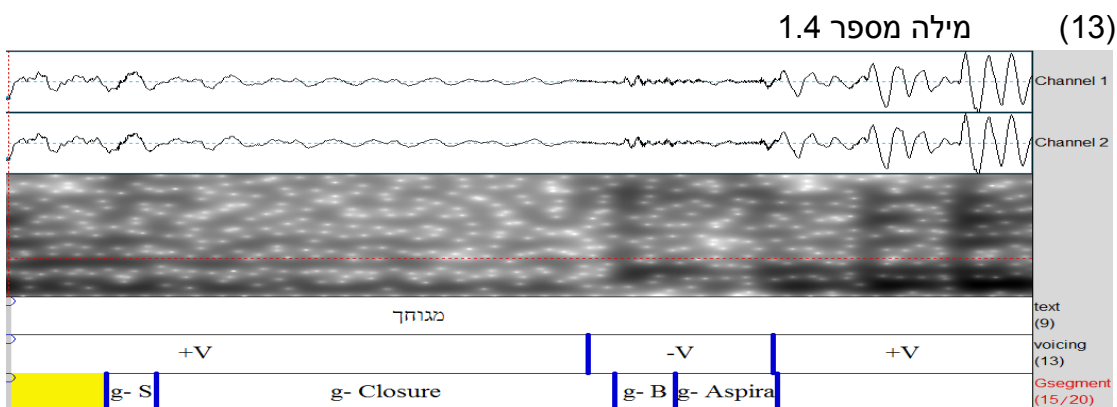 (13) מילה מספר 1.4
Channel 1
Channel 2
מגוחך
text
(9)
+V -V +V
voicing
(13)
g- S g- Closure g- B g- Aspira
Gsegment
(15/20)